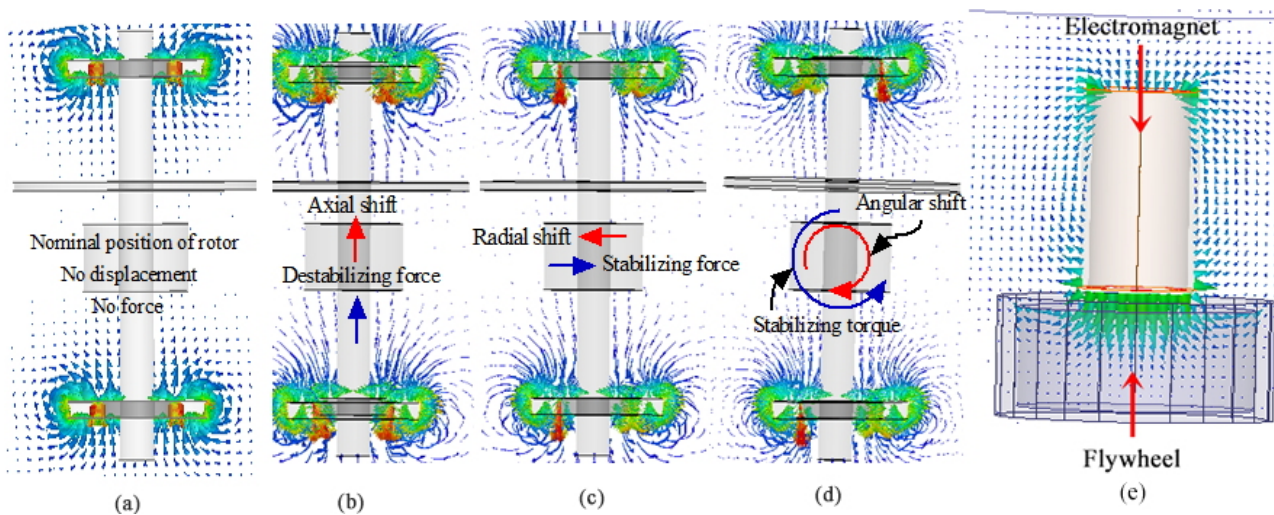 Nominal position of rotor
No displacement
No force
(a)
Axial shift
Destabilizing force
(b)
Radial shift
Stabilizing force
(c)
Angular shift
Stabilizing torque
(d)
Electromagnet
Flywheel
(e)